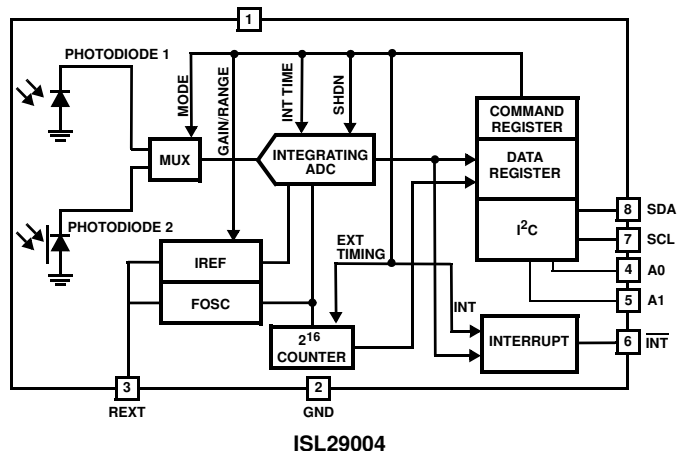 1
PHOTODIODE 1
MODE
GAIN/RANGE
INT TIME
SHDN
COMMAND
REGISTER
MUX
INTEGRATING
ADC
DATA
REGISTER
PHOTODIODE 2
I²C
8 SDA
7 SCL
4 A0
5 A1
6 INT
IREF
FOSC
EXT
TIMING
INT
2¹⁶
COUNTER
INTERRUPT
3
REXT
2
GND
ISL29004